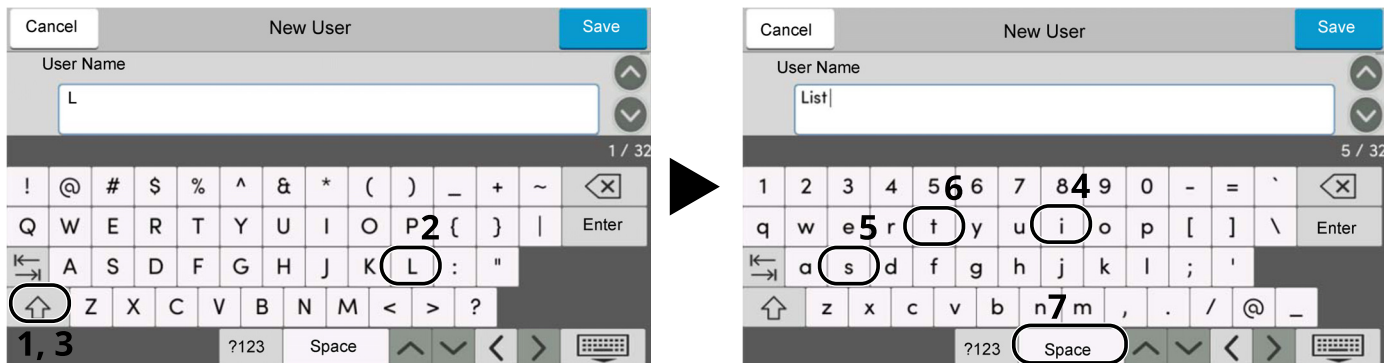 Cancel New User Save
User Name
L
1 / 32
! @ # $ % ^ & * ( ) _ + ~
Q W E R T Y U I O P 2 { } | Enter
A S D F G H J K L : "
Z X C V B N M < > ?
1, 3 ?123 Space
Cancel New User Save
User Name
List
5 / 32
1 2 3 4 5 6 6 7 8 4 9 0 - = `
q w e 5 r t y u i o p [ ] \ Enter
a s d f g h j k l ; '
z x c v b n 7 m , . / @ _
?123 Space